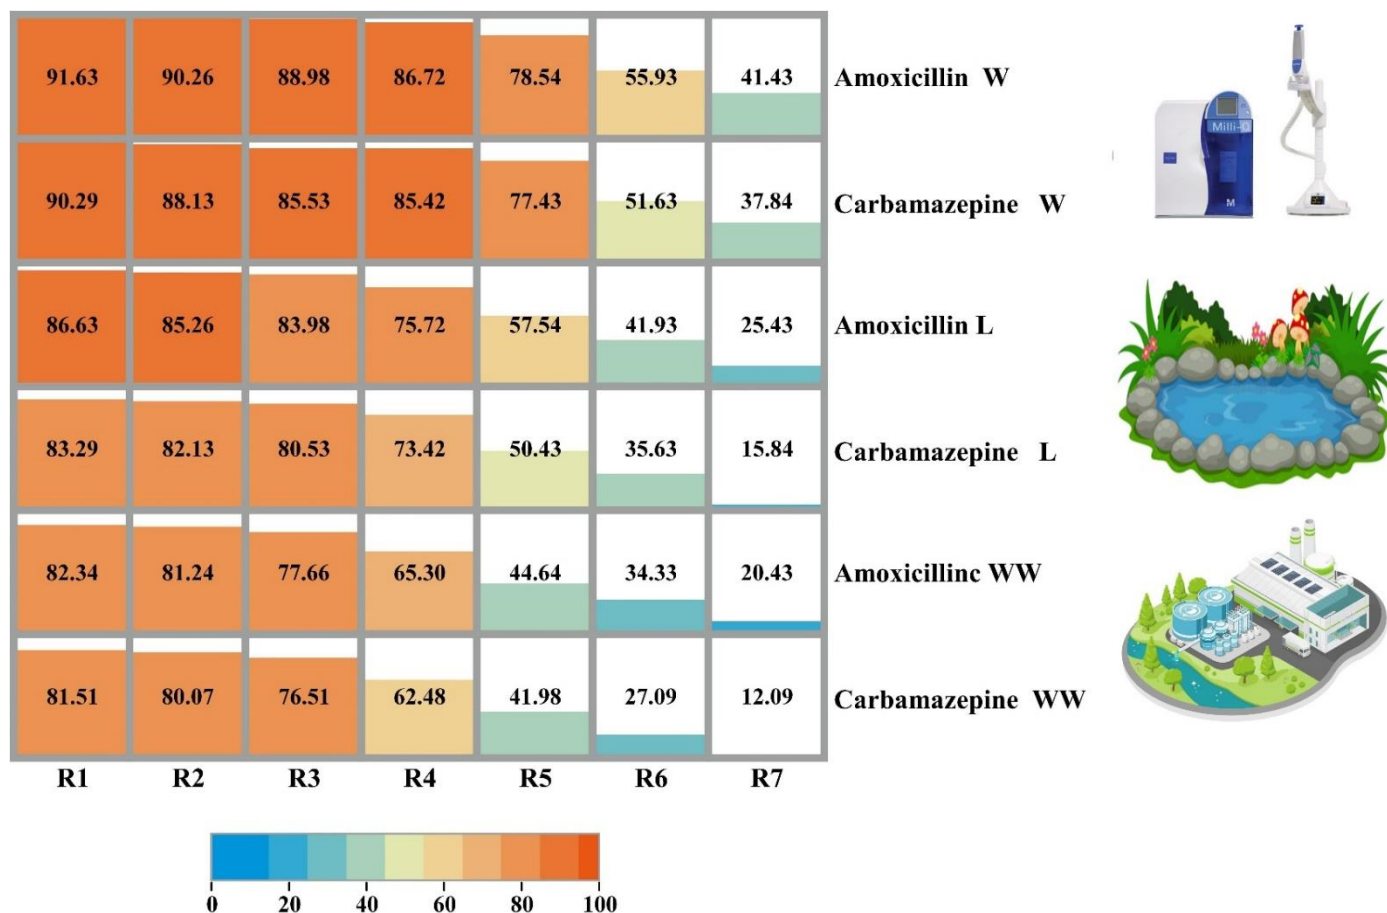 91.63 90.26 88.98 86.72 78.54 55.93 41.43 Amoxicillin W
90.29 88.13 85.53 85.42 77.43 51.63 37.84 Carbamazepine W
86.63 85.26 83.98 75.72 57.54 41.93 25.43 Amoxicillin L
83.29 82.13 80.53 73.42 50.43 35.63 15.84 Carbamazepine L
82.34 81.24 77.66 65.30 44.64 34.33 20.43 Amoxicillinc WW
81.51 80.07 76.51 62.48 41.98 27.09 12.09 Carbamazepine WW
R1 R2 R3 R4 R5 R6 R7
0 20 40 60 80 100
Milli-Q
M